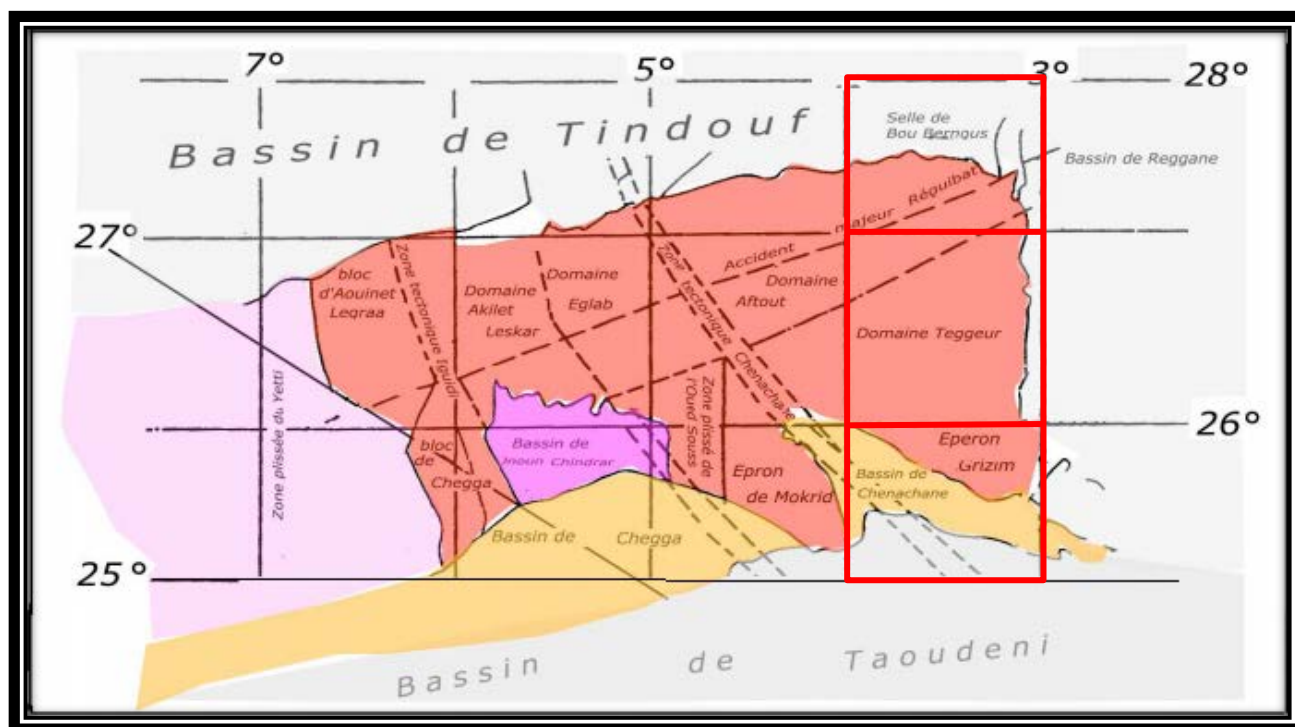 7°
5°
3°
28°
Bassin de Tindouf
Selle de
Bou Bernous
Bassin de Reggane
27°
Accident majeur Réguibat
Zone tectonique Iguidi
bloc
d'Aouinet
Legraa
Domaine
Akilet
Leskar
Domaine
Eglab
Zone tectonique Chenachane
Domaine
Aftout
Domaine Teggeur
Zone plissée du Yetti
26°
bloc
de
Chegga
Bassin de
Zone plissé de
l'Oued Souss
Epron
de Mokrid
Eperon
Grizim
Bassin de
Chenachane
Bassin de Chegga
25°
Bassin de Taoudeni